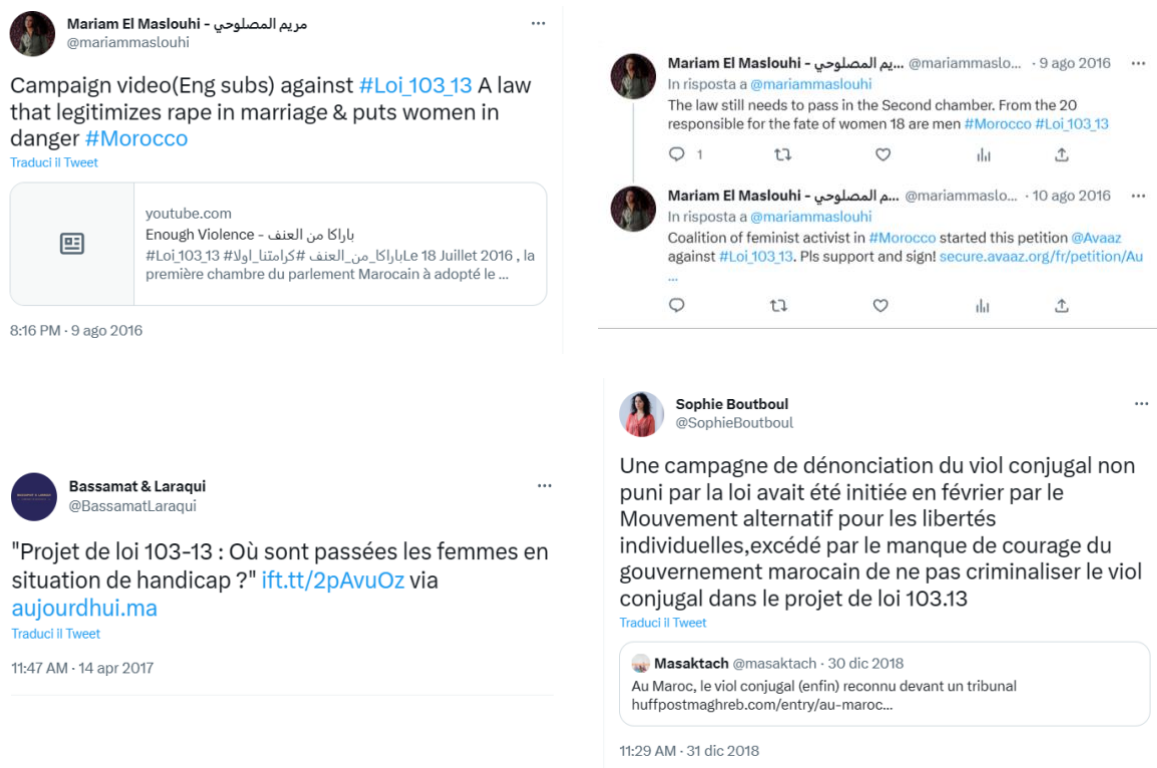 Mariam El Maslouhi - مريم المصلوحي
@mariammaslouhi
Campaign video(Eng subs) against #Loi_103_13 A law
that legitimizes rape in marriage & puts women in
danger #Morocco
Traduci il Tweet
youtube.com
Enough Violence - باراكا من العنف
#Loi_103_13 #باراكا_من_العنف #كرامتنا_اولاLe 18 Juillet 2016 , la
première chambre du parlement Marocain à adopté le ...
8:16 PM · 9 ago 2016
Mariam El Maslouhi - يم المصلوحي... @mariammaslo... · 9 ago 2016
In risposta a @mariammaslouhi
The law still needs to pass in the Second chamber. From the 20
responsible for the fate of women 18 are men #Morocco #Loi_103_13
1
Mariam El Maslouhi - م المصلوحي... @mariammaslo... · 10 ago 2016
In risposta a @mariammaslouhi
Coalition of feminist activist in #Morocco started this petition @Avaaz
against #Loi_103_13. Pls support and sign! secure.avaaz.org/fr/petition/Au
...
Bassamat & Laraqui
@BassamatLaraqui
"Projet de loi 103-13 : Où sont passées les femmes en
situation de handicap ?" ift.tt/2pAvuOz via
aujourdhui.ma
Traduci il Tweet
11:47 AM · 14 apr 2017
Sophie Boutboul
@SophieBoutboul
Une campagne de dénonciation du viol conjugal non
puni par la loi avait été initiée en février par le
Mouvement alternatif pour les libertés
individuelles,excédé par le manque de courage du
gouvernement marocain de ne pas criminaliser le viol
conjugal dans le projet de loi 103.13
Traduci il Tweet
Masaktach @masaktach · 30 dic 2018
Au Maroc, le viol conjugal (enfin) reconnu devant un tribunal
huffpostmaghreb.com/entry/au-maroc...
11:29 AM · 31 dic 2018